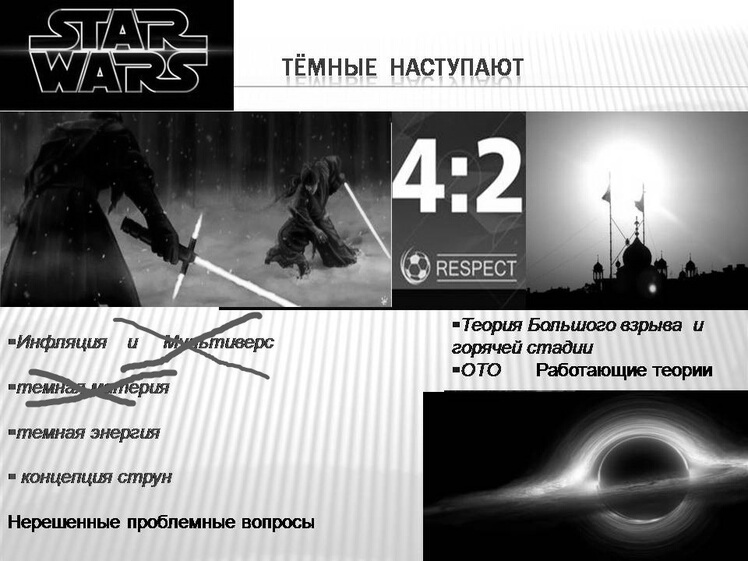 STAR
WARS
ТЁМНЫЕ НАСТУПАЮТ
4:2
RESPECT
▪Инфляция и Мультиверс
▪темная материя
▪темная энергия
▪ концепция струн
Нерешенные проблемные вопросы
▪Теория Большого взрыва и
горячей стадии
▪ОТО Работающие теории